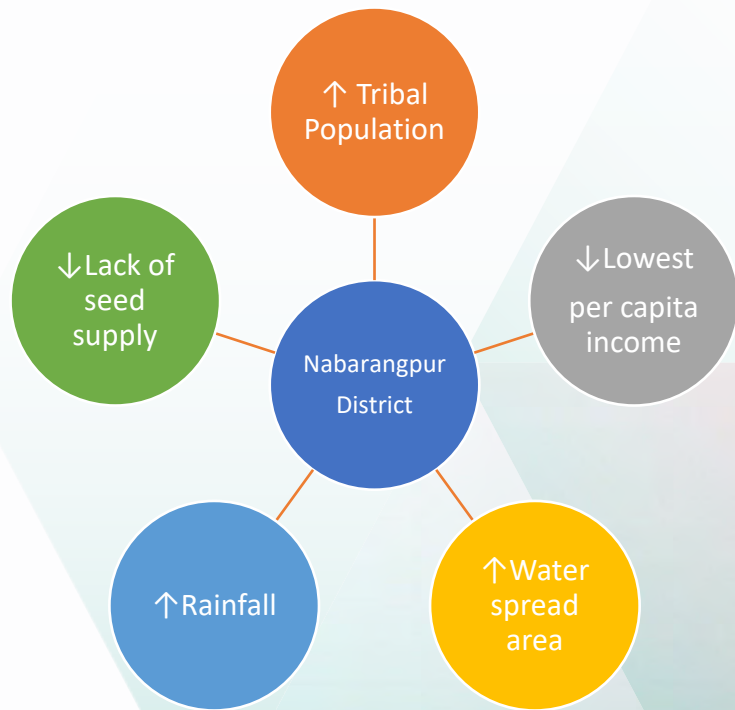 ↑ Tribal
Population
↓Lack of
seed
supply
↓Lowest
per capita
income
Nabarangpur
District
↑Rainfall
↑Water
spread
area